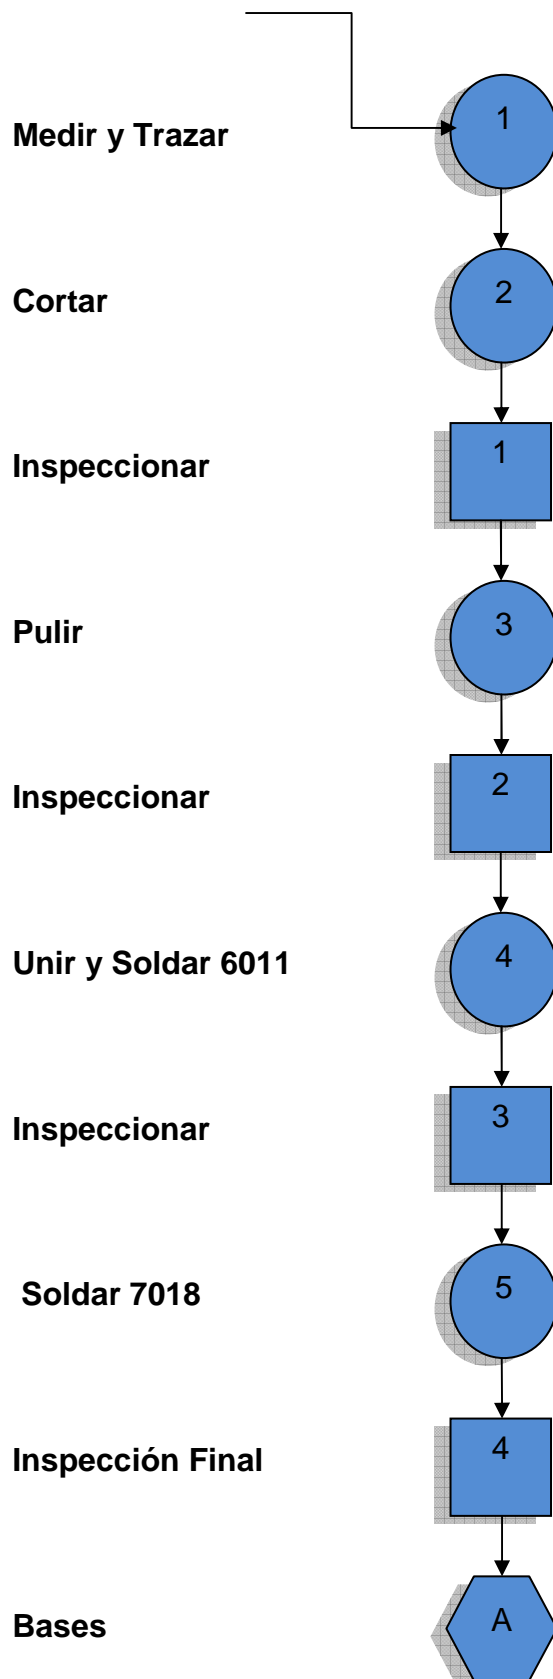 Medir y Trazar 1
Cortar 2
Inspeccionar 1
Pulir 3
Inspeccionar 2
Unir y Soldar 6011 4
Inspeccionar 3
Soldar 7018 5
Inspección Final 4
Bases A